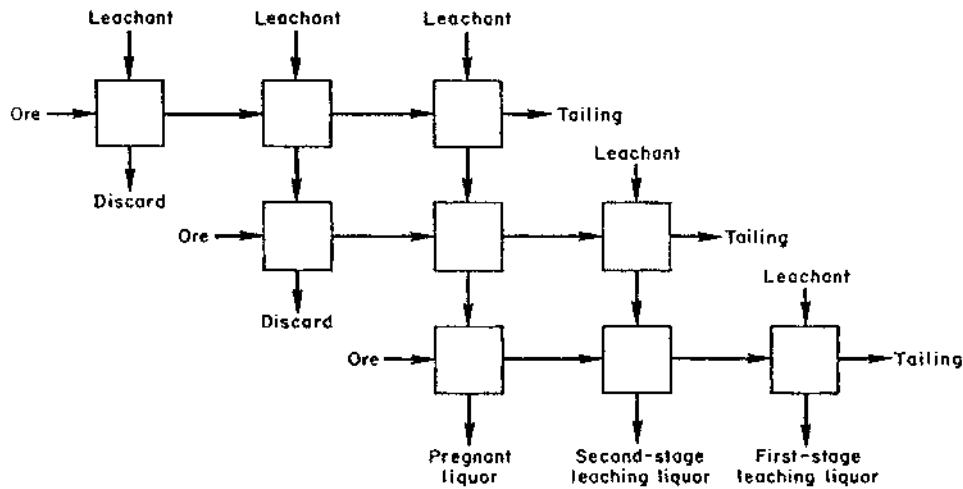 Leachant Leachant Leachant
Ore Tailing
Leachant
Discard
Ore Tailing
Leachant
Discard
Ore Tailing
Pregnant liquor
Second-stage leaching liquor
First-stage leaching liquor